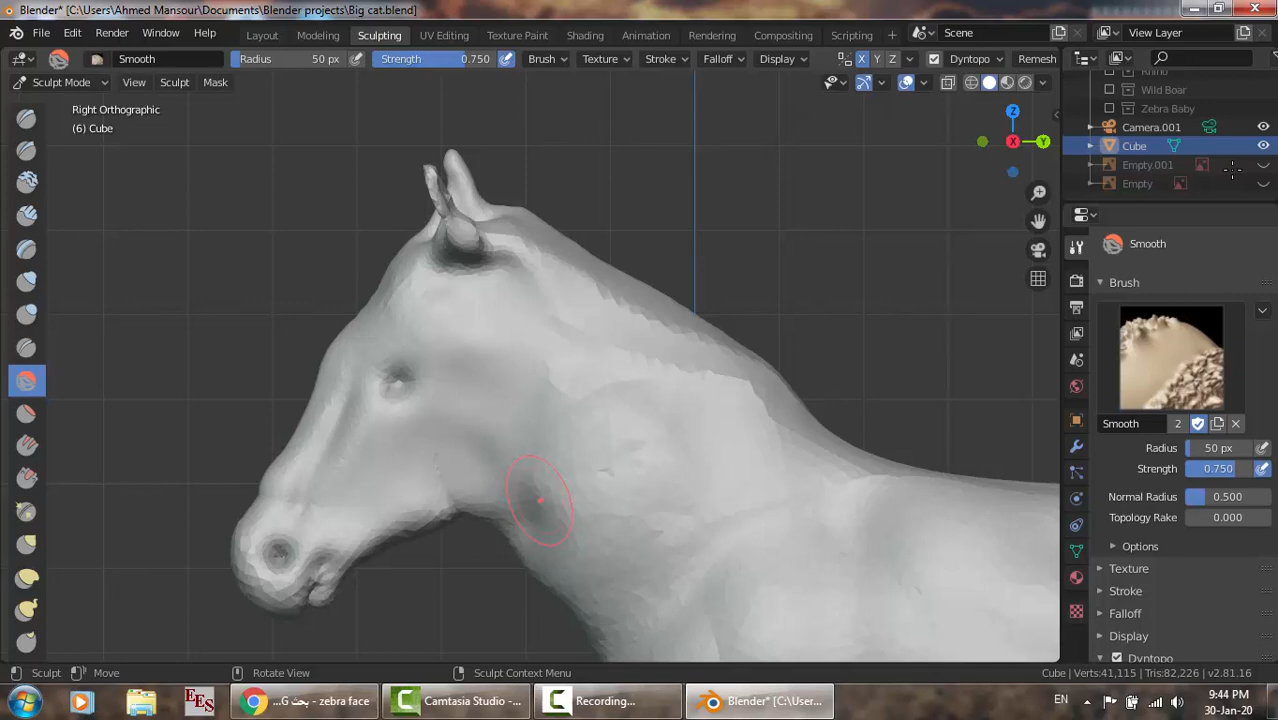 Blender* [C:\Users\Ahmed Mansour\Documents\Blender projects\Big cat.blend]
File Edit Render Window Help Layout Modeling Sculpting UV Editing Texture Paint Shading Animation Rendering Compositing Scripting + Scene View Layer
Smooth Radius 50 px Strength 0.750 Brush Texture Stroke Falloff Display X Y Z Dyntopo Remesh
Sculpt Mode View Sculpt Mask
Right Orthographic
(6) Cube
Z
X Y
Rhino
Wild Boar
Zebra Baby
Camera.001
Cube
Empty.001
Empty
Smooth
Brush
Smooth 2
Radius 50 px
Strength 0.750
Normal Radius 0.500
Topology Rake 0.000
Options
Texture
Stroke
Falloff
Display
Dyntopo
Sculpt Move Rotate View Sculpt Context Menu Cube | Verts:41,115 | Tris:82,226 | v2.81.16
EES ...G بحث - zebra face Camtasia Studio -... Recording... Blender* [C:\User... EN 9:44 PM
30-Jan-20